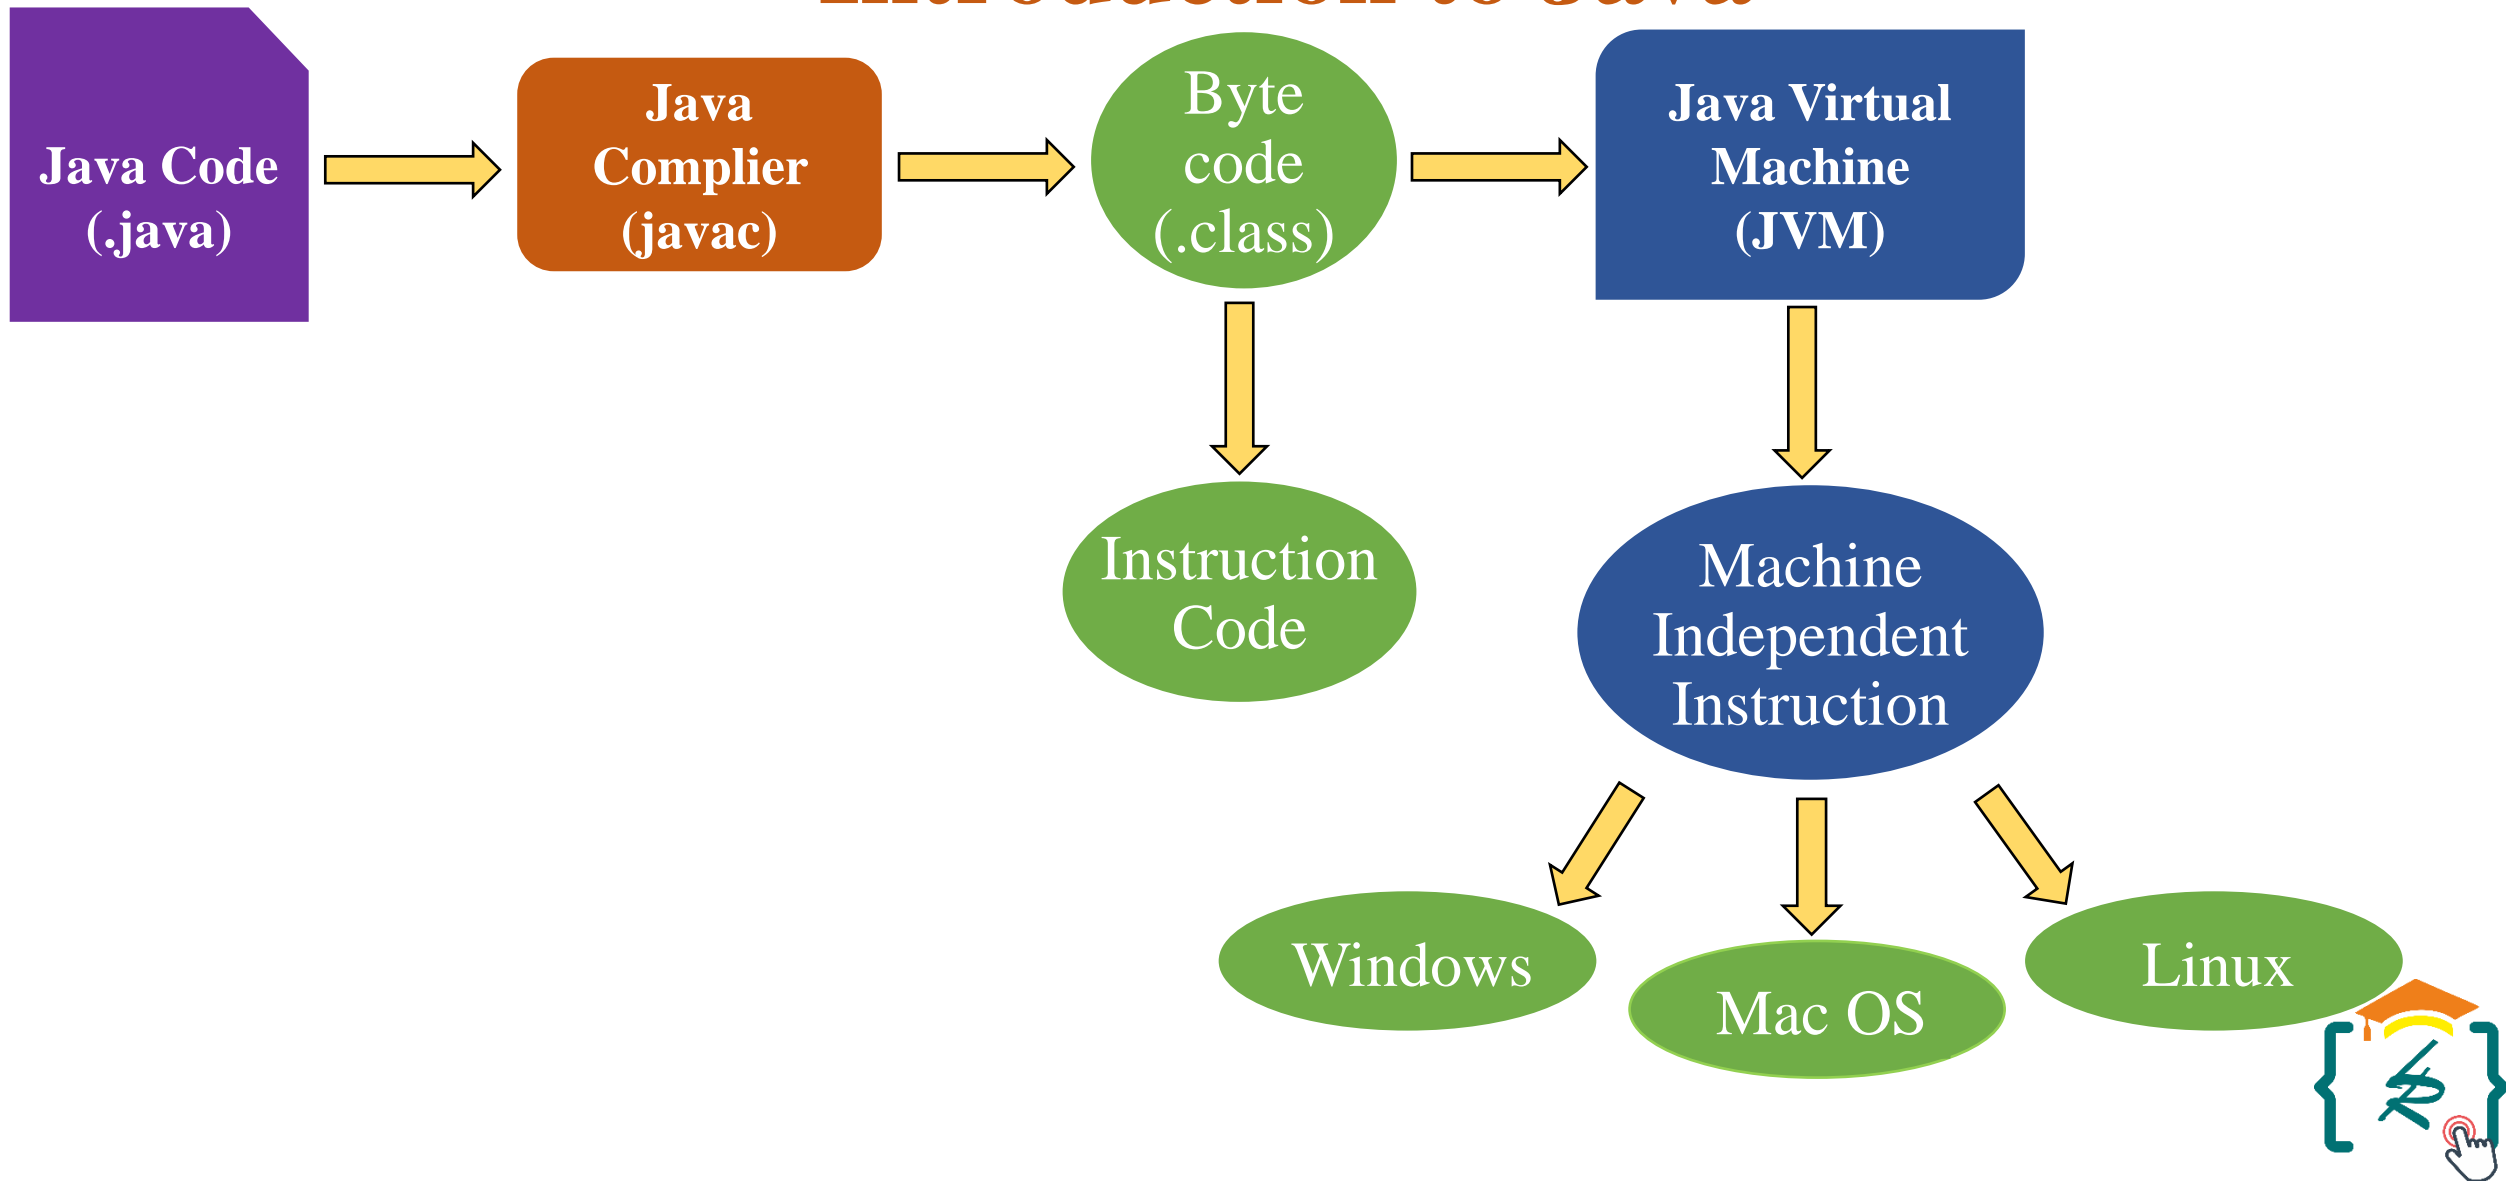 Java Code
(.java)
Java
Complier
(javac)
Byte
code
(.class)
Java Virtual
Machine
(JVM)
Instruction
Code
Machine
Independent
Instruction
Windows
Mac OS
Linux